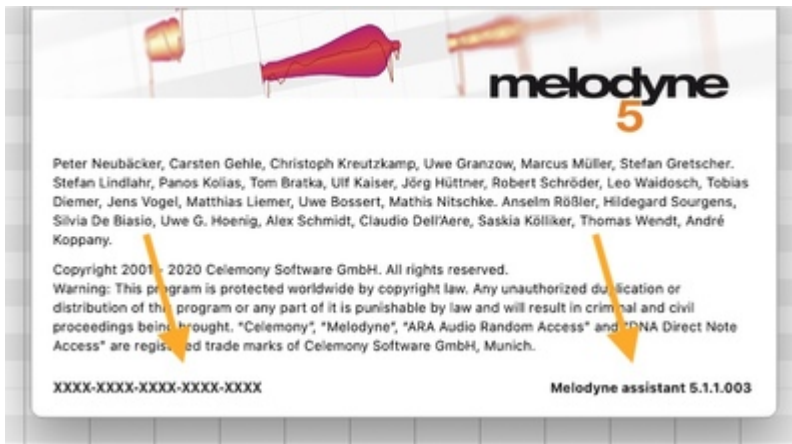 melodyne
5
Peter Neubäcker, Carsten Gehle, Christoph Kreutzkamp, Uwe Granzow, Marcus Müller, Stefan Gretscher.
Stefan Lindlahr, Panos Kolias, Tom Bratka, Ulf Kaiser, Jörg Hüttner, Robert Schröder, Leo Waidosch, Tobias
Diemer, Jens Vogel, Matthias Liemer, Uwe Bossert, Mathis Nitschke. Anselm Rößler, Hildegard Sourgens,
Silvia De Biasio, Uwe G. Hoenig, Alex Schmidt, Claudio Dell'Aere, Saskia Kölliker, Thomas Wendt, André
Koppany.
Copyright 2001 - 2020 Celemony Software GmbH. All rights reserved.
Warning: This program is protected worldwide by copyright law. Any unauthorized duplication or
distribution of this program or any part of it is punishable by law and will result in criminal and civil
proceedings being brought. "Celemony", "Melodyne", "ARA Audio Random Access" and "DNA Direct Note
Access" are registered trade marks of Celemony Software GmbH, Munich.
XXXX-XXXX-XXXX-XXXX-XXXX
Melodyne assistant 5.1.1.003